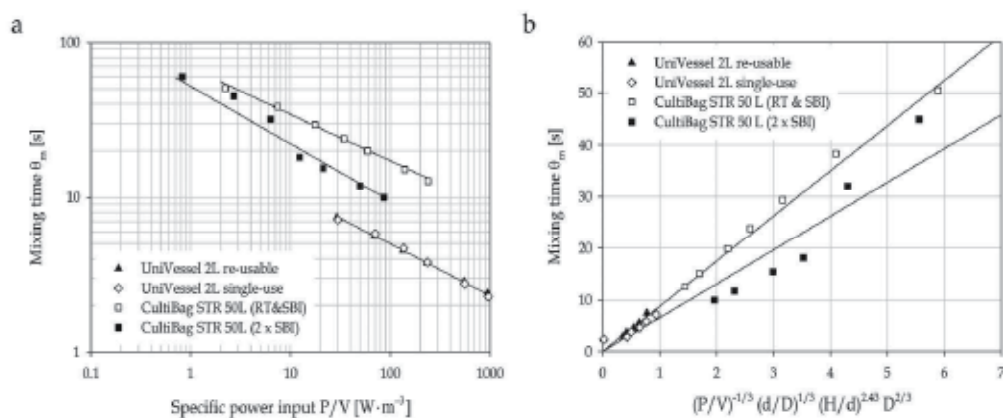 a
100
10
1
Mixing time θm [s]
UniVessel 2L re-usable
UniVessel 2L single-use
CultiBag STR 50L (RT&SBI)
CultiBag STR 50L (2 x SBI)
0.1 1 10 100 1000
Specific power input P/V [W·m⁻³]
b
60
50
40
30
20
10
0
Mixing time θm [s]
UniVessel 2L re-usable
UniVessel 2L single-use
CultiBag STR 50 L (RT & SBI)
CultiBag STR 50 L (2 x SBI)
0 1 2 3 4 5 6 7
(P/V)⁻¹/³ (d/D)¹/³ (H/d)²·⁴³ D²/³